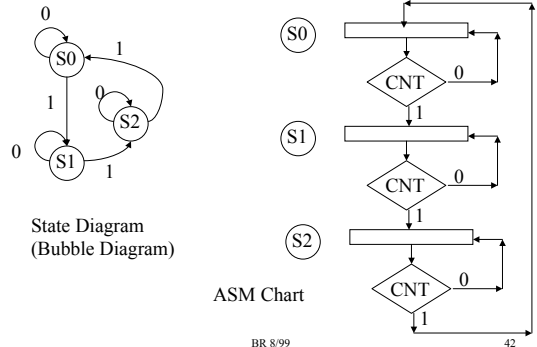 0
S0
1
1
0
S2
0
S1
1
State Diagram
(Bubble Diagram)
S0
CNT
0
1
S1
CNT
0
1
S2
CNT
0
1
ASM Chart
BR 8/99
42